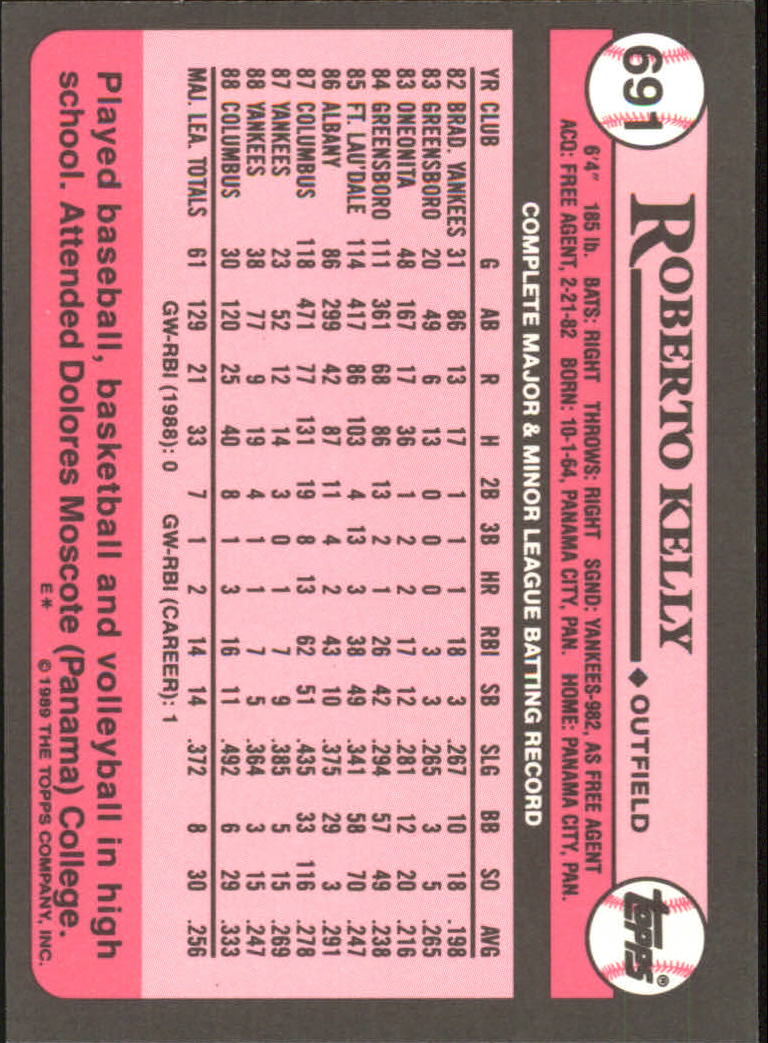 691
ROBERTO KELLY ◆ OUTFIELD
TOPPS®
6'4" 185 lb. BATS: RIGHT THROWS: RIGHT SGND: YANKEES-982, AS FREE AGENT
ACQ: FREE AGENT, 2-21-82 BORN: 10-1-64, PANAMA CITY, PAN. HOME: PANAMA CITY, PAN.
COMPLETE MAJOR & MINOR LEAGUE BATTING RECORD
YR CLUB G AB R H 2B 3B HR RBI SB SLG BB SO AVG
82 BRAD. YANKEES 31 86 13 17 1 1 1 18 3 .267 10 18 .198
83 GREENSBORO 20 49 6 13 0 0 0 3 3 .265 3 5 .265
83 ONEONITA 48 167 17 36 1 2 2 17 12 .281 12 20 .216
84 GREENSBORO 111 361 68 86 13 2 1 26 42 .294 57 49 .238
85 FT. LAU'DALE 114 417 86 103 4 13 3 38 49 .341 58 70 .247
86 ALBANY 86 299 42 87 11 4 2 43 10 .375 29 3 .291
87 COLUMBUS 118 471 77 131 19 8 13 62 51 .435 33 116 .278
87 YANKEES 23 52 12 14 3 0 1 7 9 .385 5 15 .269
88 YANKEES 38 77 9 19 4 1 1 7 5 .364 3 15 .247
88 COLUMBUS 30 120 25 40 8 1 3 16 11 .492 6 29 .333
MAJ. LEA. TOTALS 61 129 21 33 7 1 2 14 14 .372 8 30 .256
GW-RBI (1988): 0 GW-RBI (CAREER): 1
Played baseball, basketball and volleyball in high
school. Attended Dolores Moscote (Panama) College.
E* © 1989 THE TOPPS COMPANY, INC.